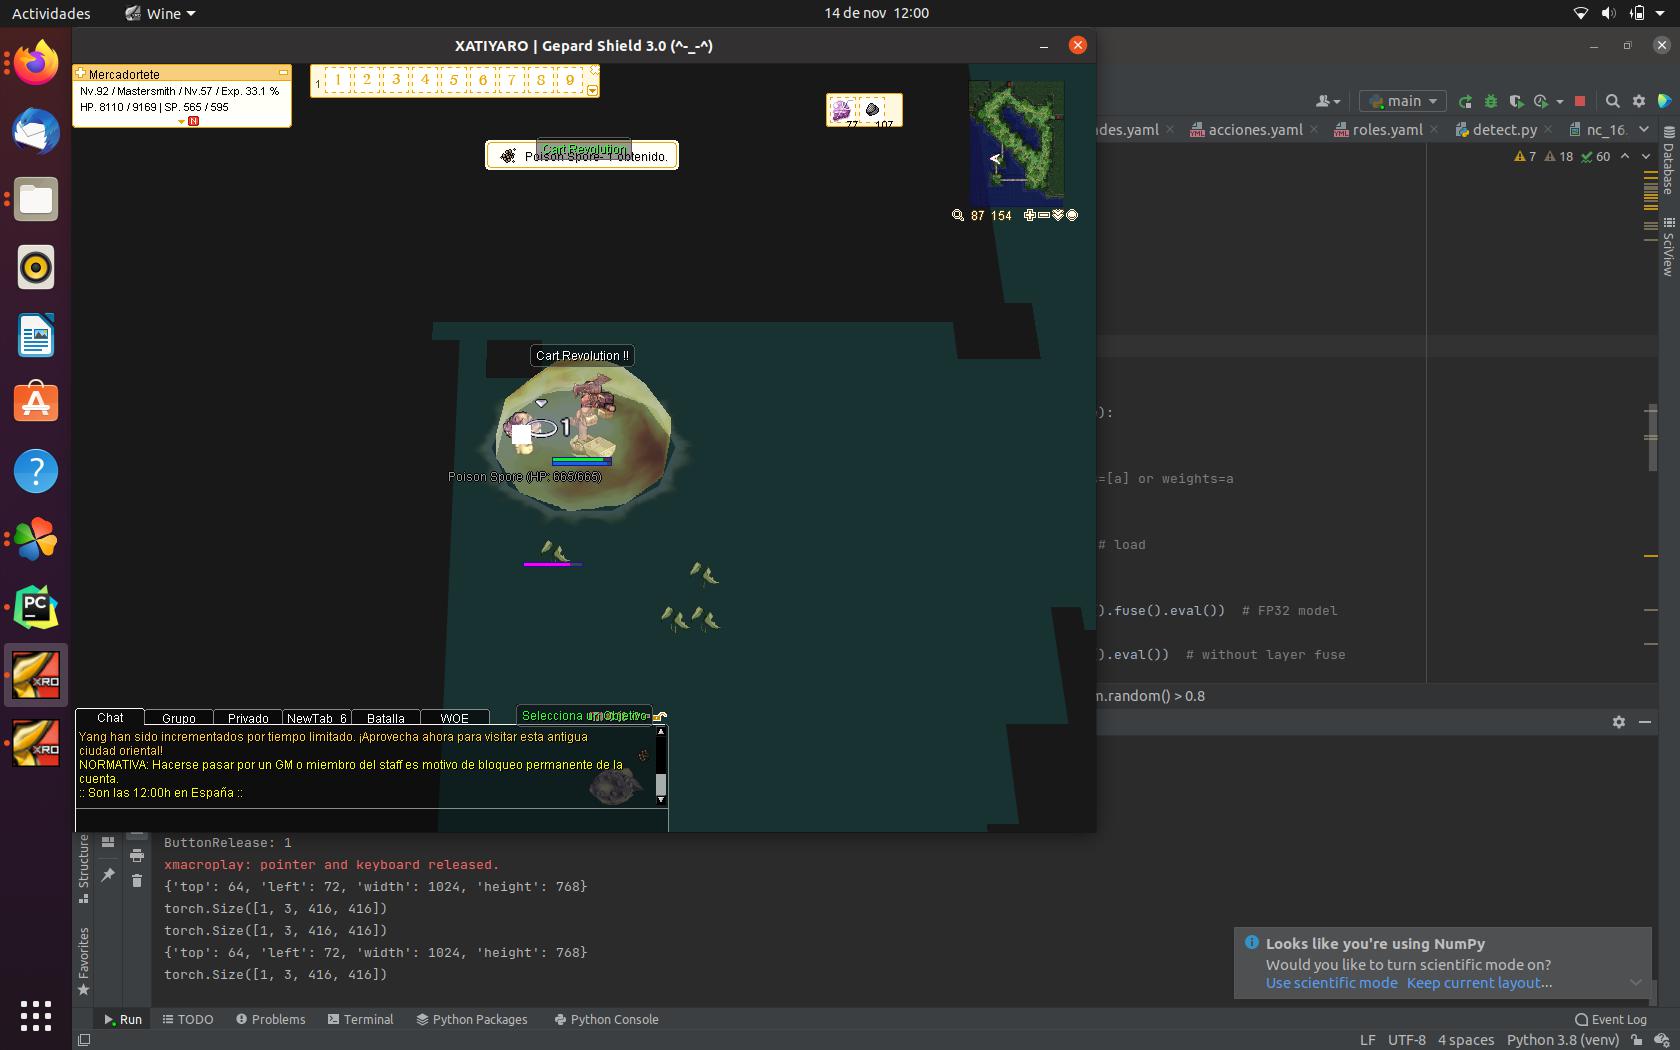 Actividades
Wine
14 de nov 12:00
XATIYARO | Gepard Shield 3.0 (^-_-^)
Mercadortete
Nv.92 / Mastersmith / Nv.57 / Exp. 33.1 %
HP. 8110 / 9169 | SP. 565 / 595
N
1 1 2 3 4 5 6 7 8 9
77 107
Cart Revolution
Poison Spore- 1 obtenido.
87 154
main
ades.yaml
acciones.yaml
roles.yaml
detect.py
nc_16.
7 18 60
Database
SciView
Cart Revolution !!
1
Poison Spore (HP: 665/665)
):
=[a] or weights=a
# load
).fuse().eval()) # FP32 model
).eval()) # without layer fuse
m.random() > 0.8
Chat
Grupo
Privado
NewTab_6
Batalla
WOE
Selecciona un objetivo
Yang han sido incrementados por tiempo limitado. ¡Aprovecha ahora para visitar esta antigua
ciudad oriental!
NORMATIVA: Hacerse pasar por un GM o miembro del staff es motivo de bloqueo permanente de la
cuenta.
:: Son las 12:00h en España ::
PC
XRO
XRO
Structure
Favorites
ButtonRelease: 1
xmacroplay: pointer and keyboard released.
{'top': 64, 'left': 72, 'width': 1024, 'height': 768}
torch.Size([1, 3, 416, 416])
torch.Size([1, 3, 416, 416])
{'top': 64, 'left': 72, 'width': 1024, 'height': 768}
torch.Size([1, 3, 416, 416])
Looks like you're using NumPy
Would you like to turn scientific mode on?
Use scientific mode Keep current layout...
Run
TODO
Problems
Terminal
Python Packages
Python Console
Event Log
LF UTF-8 4 spaces Python 3.8 (venv)